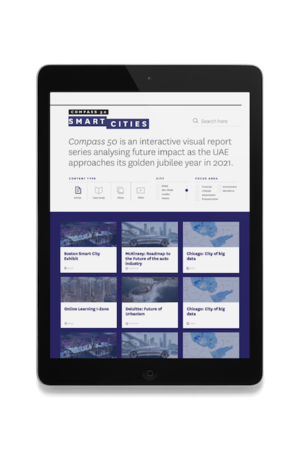 COMPASS 50
SMART
CITIES
Search here
Compass 50 is an interactive visual report
series analysing future impact as the UAE
approaches its golden jubilee year in 2021.
CONTENT TYPE
CITY
FOCUS AREA
Boston Smart City
Exhibit
McKinsey: Roadmap to
the Future of the auto
industry
Chicago: City of big
data
Online Learning I-Zone
Deloitte: Future of
Urbanism
Chicago: City of big
data